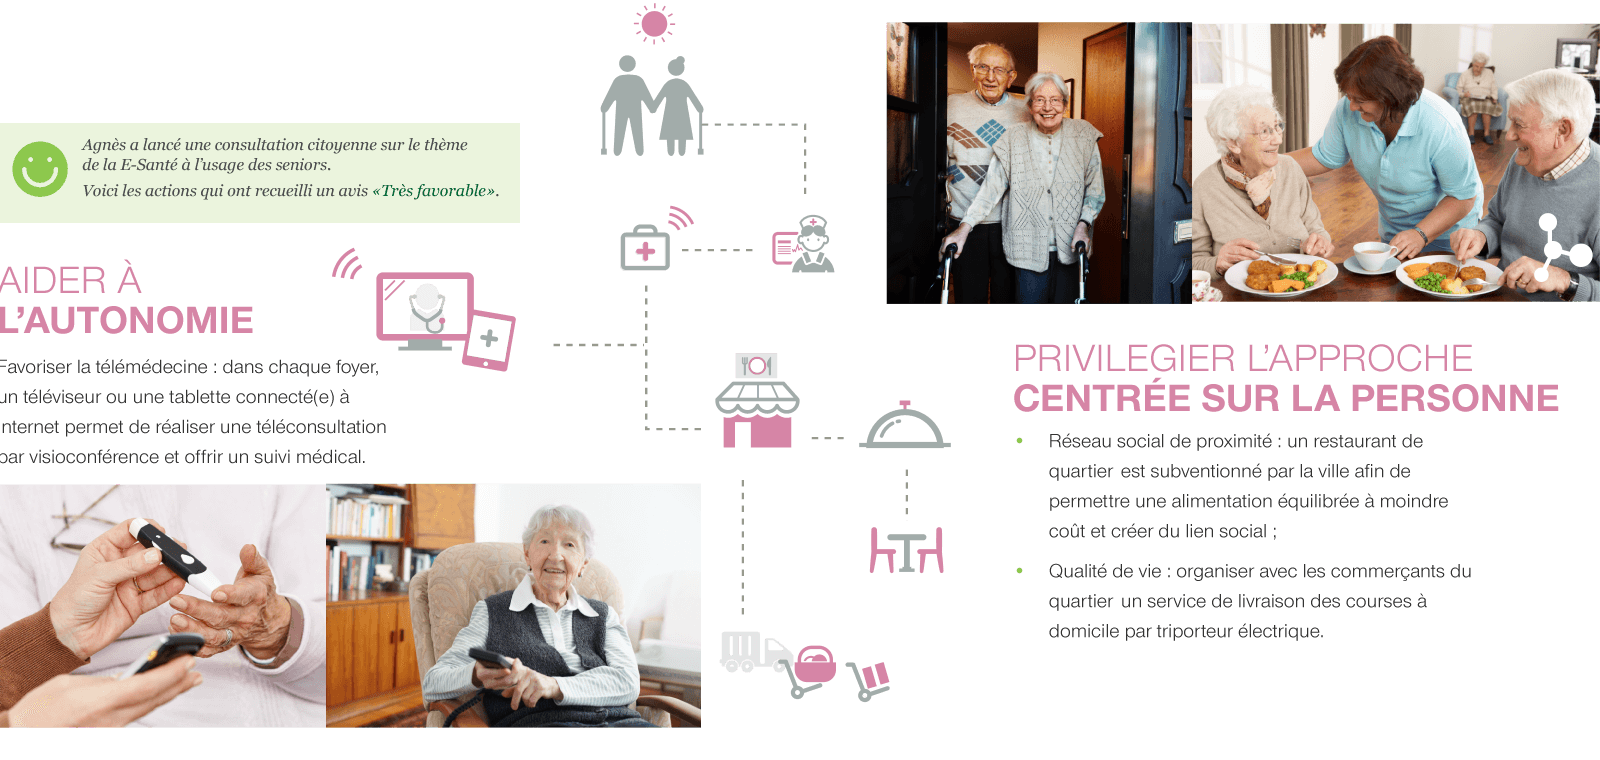 Agnès a lancé une consultation citoyenne sur le thème
de la E-Santé à l'usage des seniors.
Voici les actions qui ont recueilli un avis «Très favorable».
AIDER À
L'AUTONOMIE
Favoriser la télémédecine : dans chaque foyer,
un téléviseur ou une tablette connecté(e) à
internet permet de réaliser une téléconsultation
par visioconférence et offrir un suivi médical.
PRIVILEGIER L'APPROCHE
CENTRÉE SUR LA PERSONNE
• Réseau social de proximité : un restaurant de
quartier est subventionné par la ville afin de
permettre une alimentation équilibrée à moindre
coût et créer du lien social ;
• Qualité de vie : organiser avec les commerçants du
quartier un service de livraison des courses à
domicile par triporteur électrique.